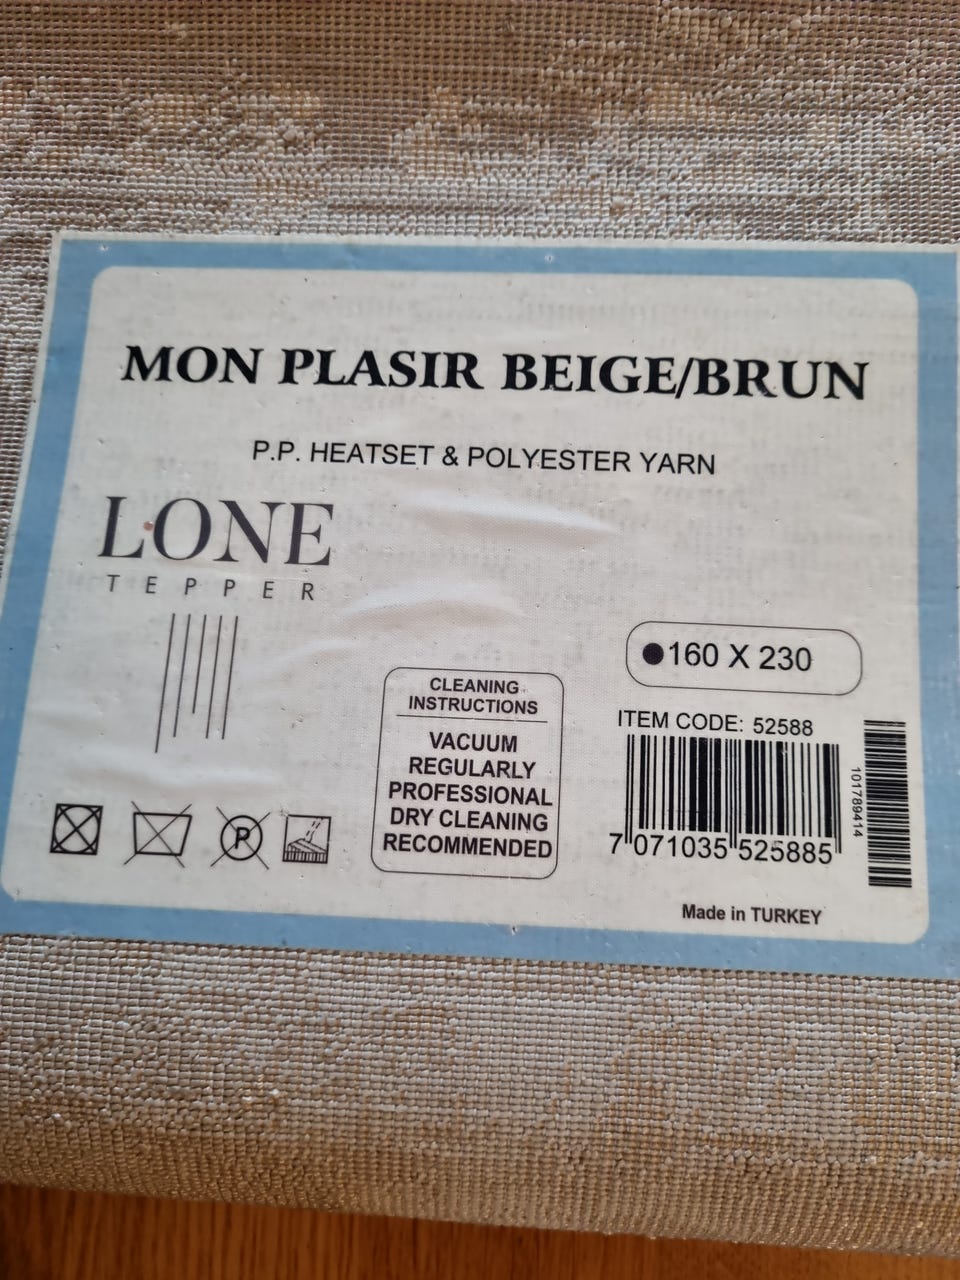 MON PLASIR BEIGE/BRUN
P.P. HEATSET & POLYESTER YARN
LONE
TEPPER
160 X 230
CLEANING
INSTRUCTIONS
VACUUM
REGULARLY
PROFESSIONAL
DRY CLEANING
RECOMMENDED
ITEM CODE: 52588
7 071035 525885
101789414
P
Made in TURKEY